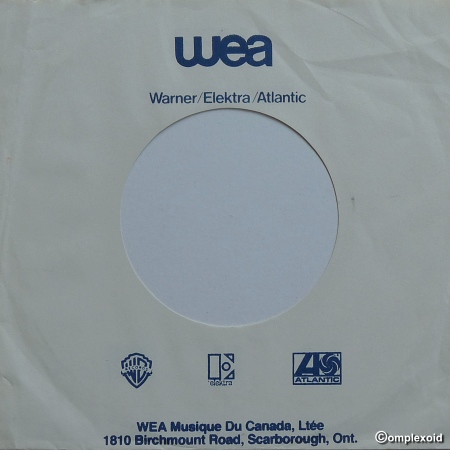 wea
Warner/Elektra/Atlantic
elektra
ATLANTIC
WEA Musique Du Canada, Ltée
1810 Birchmount Road, Scarborough, Ont.
©omplexoid